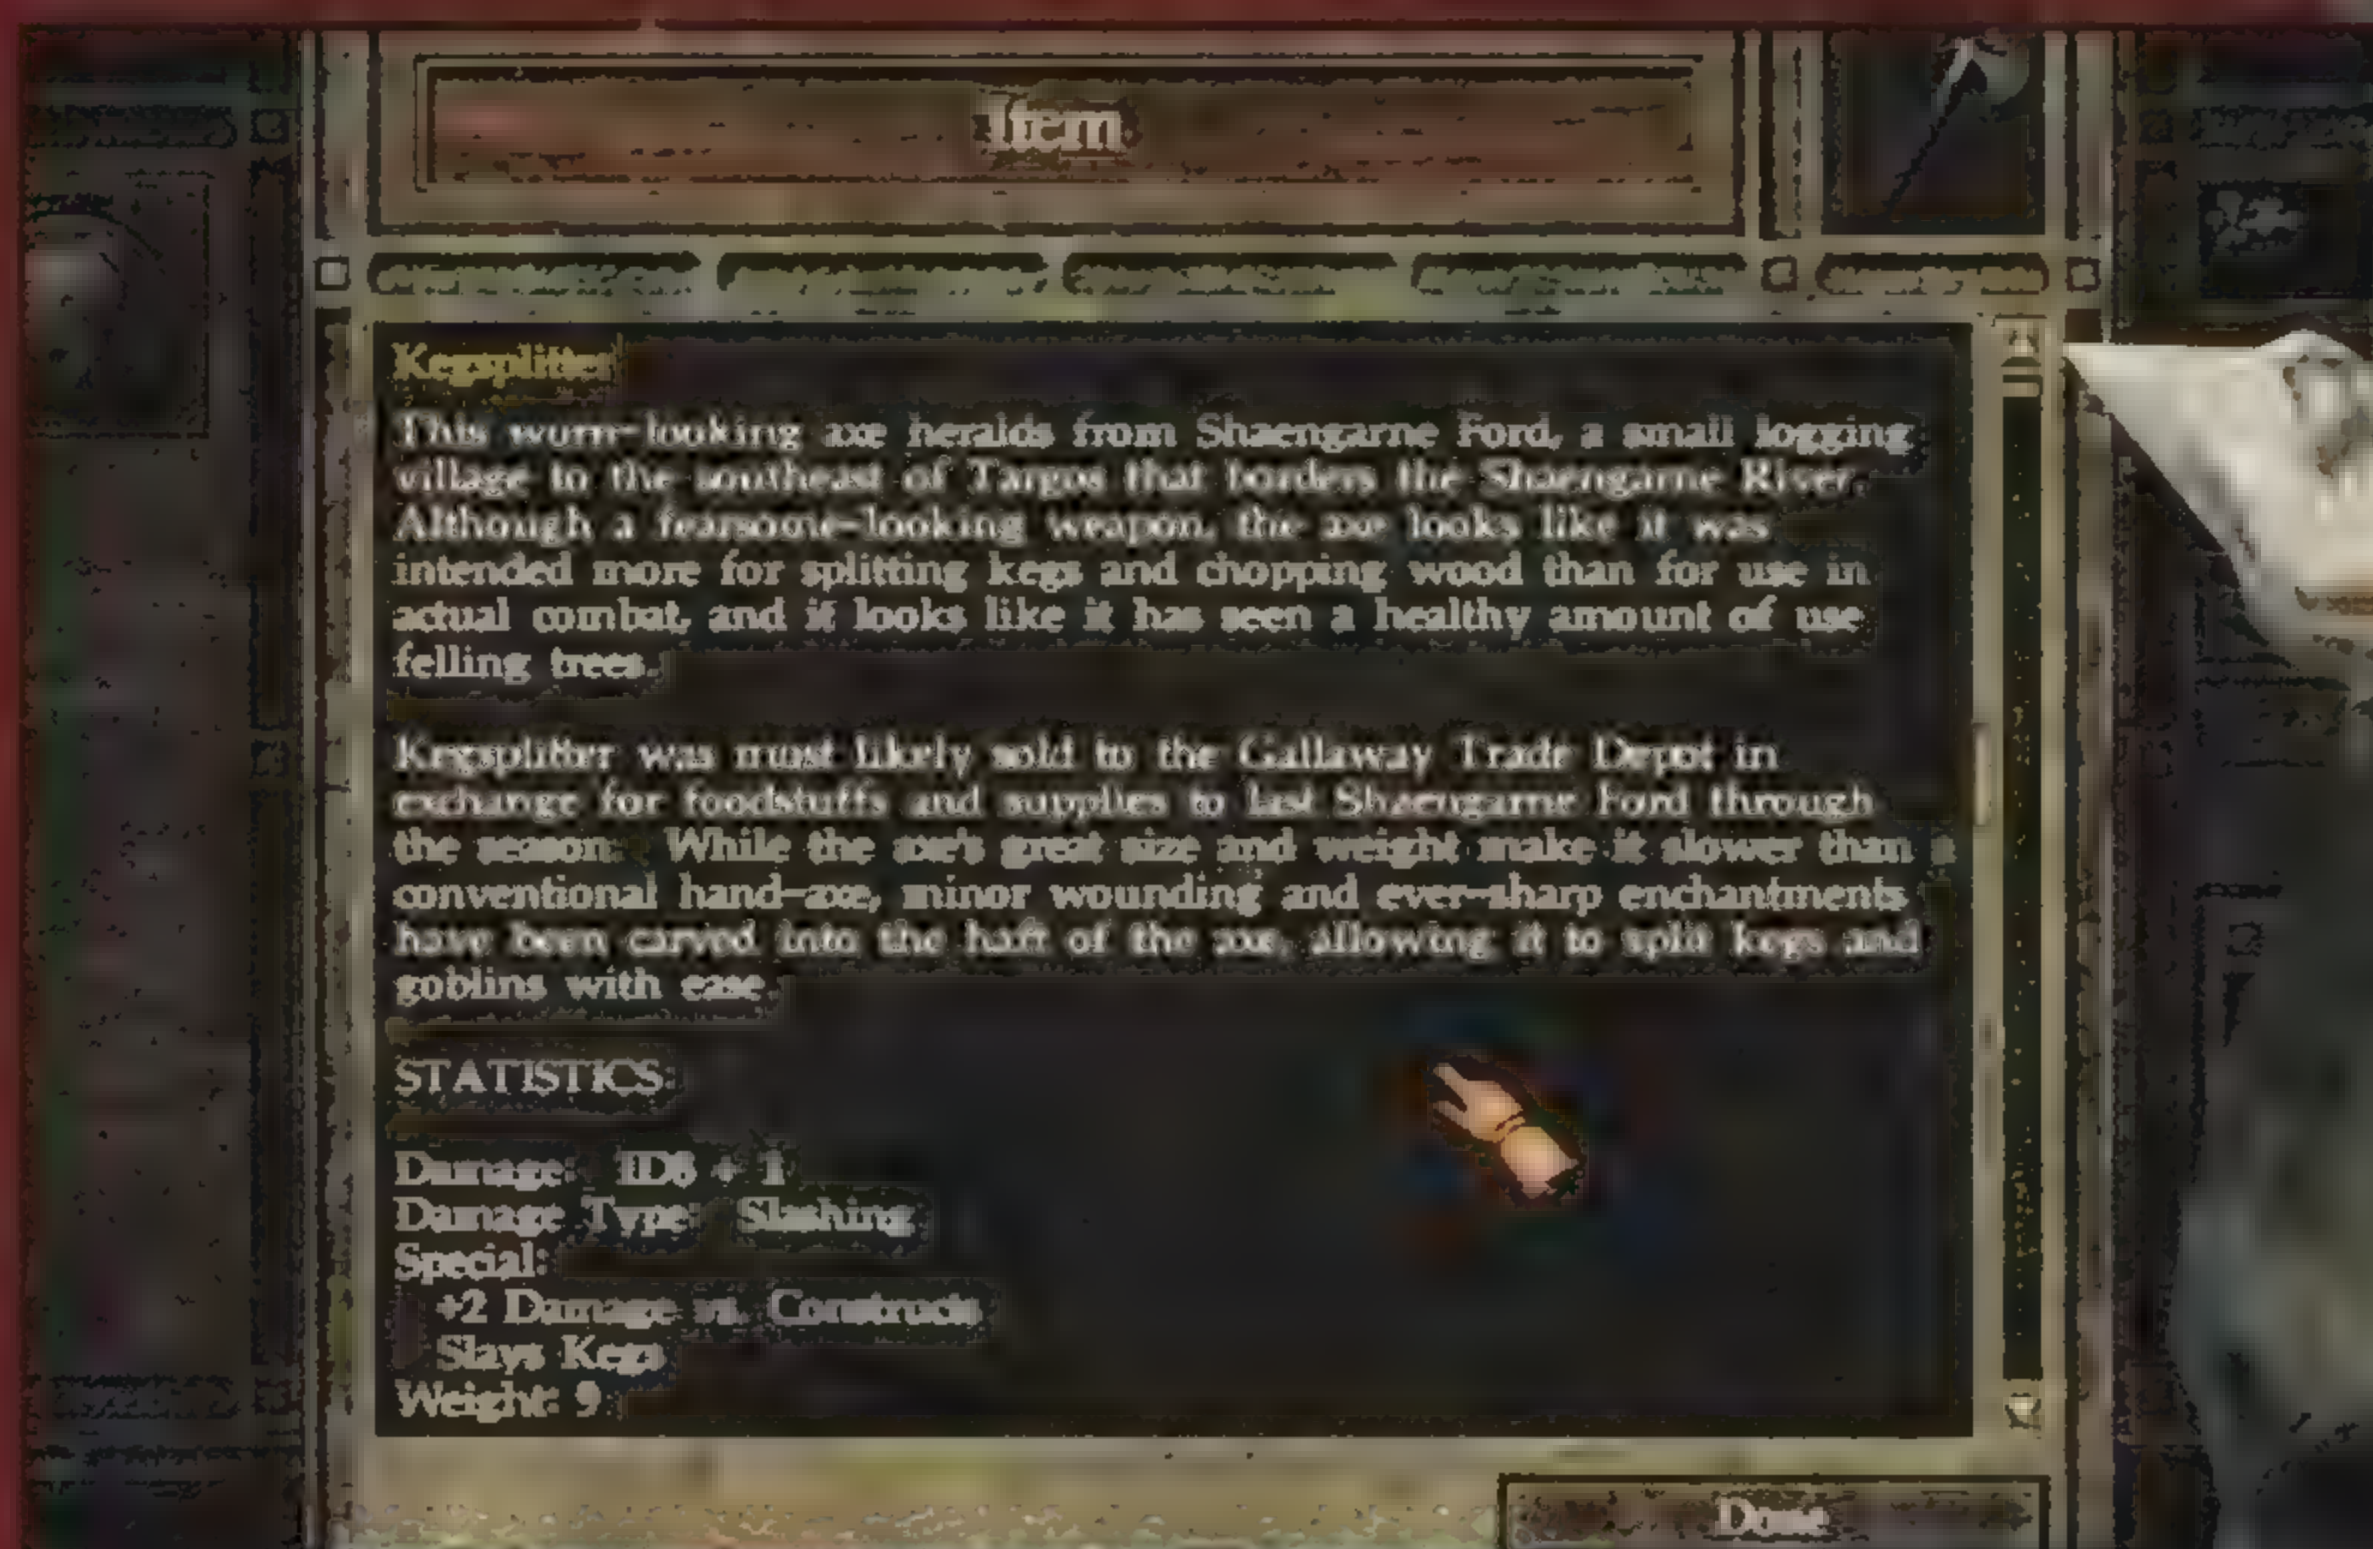 Item
Kegsplitter
This worn-looking axe heralds from Shaengarne Ford, a small logging
village to the southeast of Targos that borders the Shaengarne River.
Although a fearsome-looking weapon, the axe looks like it was
intended more for splitting kegs and chopping wood than for use in
actual combat, and it looks like it has seen a healthy amount of use
felling trees.
Kegsplitter was most likely sold to the Gallaway Trade Depot in
exchange for foodstuffs and supplies to last Shaengarne Ford through
the season. While the axe's great size and weight make it slower than a
conventional hand-axe, minor wounding and ever-sharp enchantments
have been carved into the haft of the axe, allowing it to split kegs and
goblins with ease.
STATISTICS:
Damage: 1D6 + 1
Damage Type: Slashing
Special:
+2 Damage vs. Constructs
Slays Kegs
Weight: 9
Done